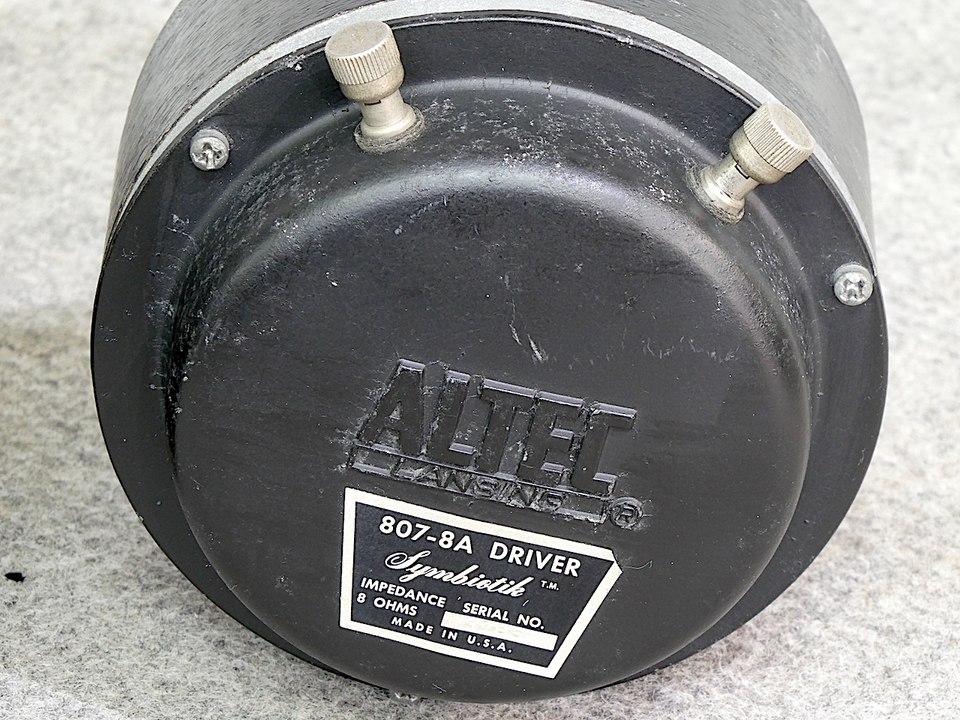 ALTEC
LANSING ®
807-8A DRIVER
Symbiotik T.M.
IMPEDANCE SERIAL NO.
8 OHMS
MADE IN U.S.A.